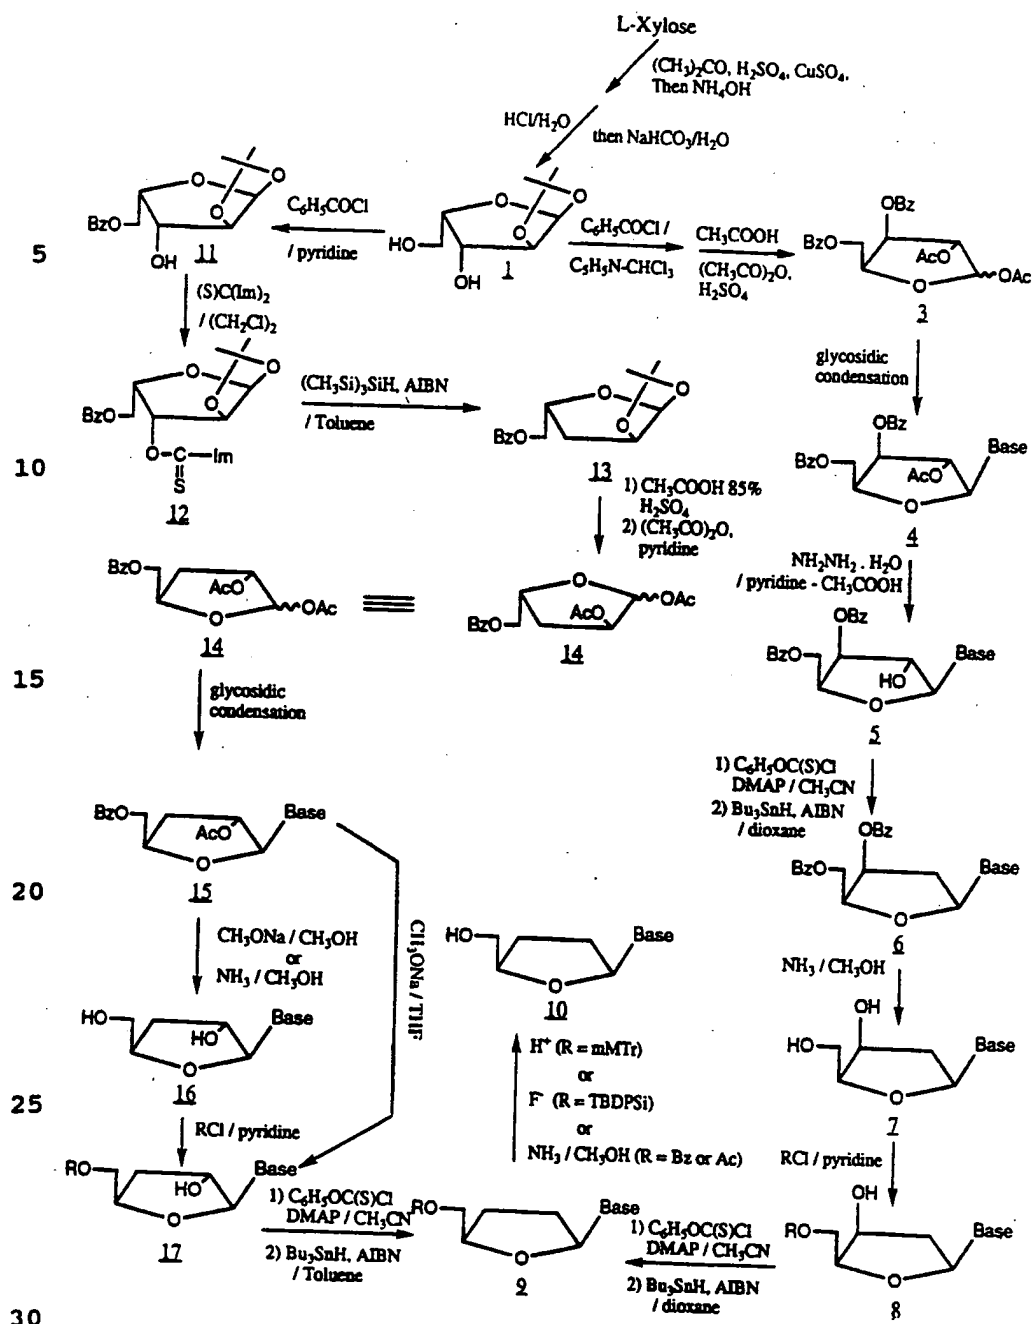 L-Xylose
(CH3)2CO, H2SO4, CuSO4,
Then NH4OH
HCl/H2O
then NaHCO3/H2O
O
O
O
BzO
OH
11
C6H5COCl
/ pyridine
O
O
O
HO
OH
1
C6H5COCl /
C5H5N-CHCl3
CH3COOH
(CH3CO)2O,
H2SO4
OBz
BzO
AcO
OAc
O
3
5
(S)C(Im)2
/ (CH2Cl)2
glycosidic
condensation
O
O
O
BzO
O-C-Im
S
12
(CH3Si)3SiH, AIBN
/ Toluene
O
O
O
BzO
13
OBz
BzO
AcO
Base
O
4
10
1) CH3COOH 85%
H2SO4
2) (CH3CO)2O,
pyridine
NH2NH2 . H2O
/ pyridine - CH3COOH
BzO
AcO
OAc
O
14
O
AcO
OAc
BzO
14
OBz
BzO
HO
Base
O
5
15
glycosidic
condensation
1) C6H5OC(S)Cl
DMAP / CH3CN
2) Bu3SnH, AIBN
/ dioxane
BzO
AcO
Base
O
15
OBz
BzO
Base
O
6
20
CH3ONa / CH3OH
or
NH3 / CH3OH
CH3ONa / THF
HO
Base
O
10
NH3 / CH3OH
HO
HO
Base
O
16
H+ (R = mMTr)
or
F- (R = TBDPSi)
or
NH3 / CH3OH (R = Bz or Ac)
OH
HO
Base
O
7
25
RCl / pyridine
RCl / pyridine
RO
HO
Base
O
17
1) C6H5OC(S)Cl
DMAP / CH3CN
2) Bu3SnH, AIBN
/ Toluene
RO
Base
O
9
1) C6H5OC(S)Cl
DMAP / CH3CN
2) Bu3SnH, AIBN
/ dioxane
OH
RO
Base
O
8
30